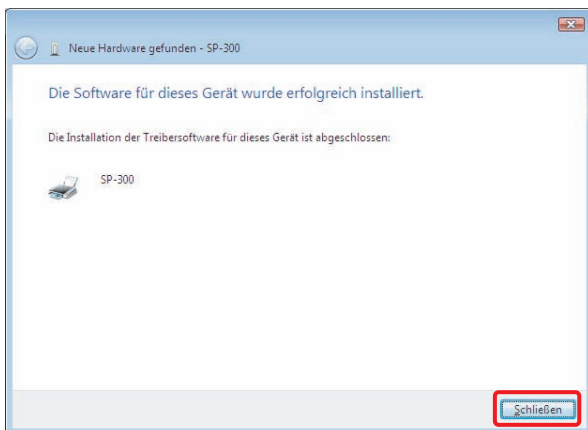 Neue Hardware gefunden - SP-300
Die Software für dieses Gerät wurde erfolgreich installiert.
Die Installation der Treibersoftware für dieses Gerät ist abgeschlossen:
SP-300
Schließen